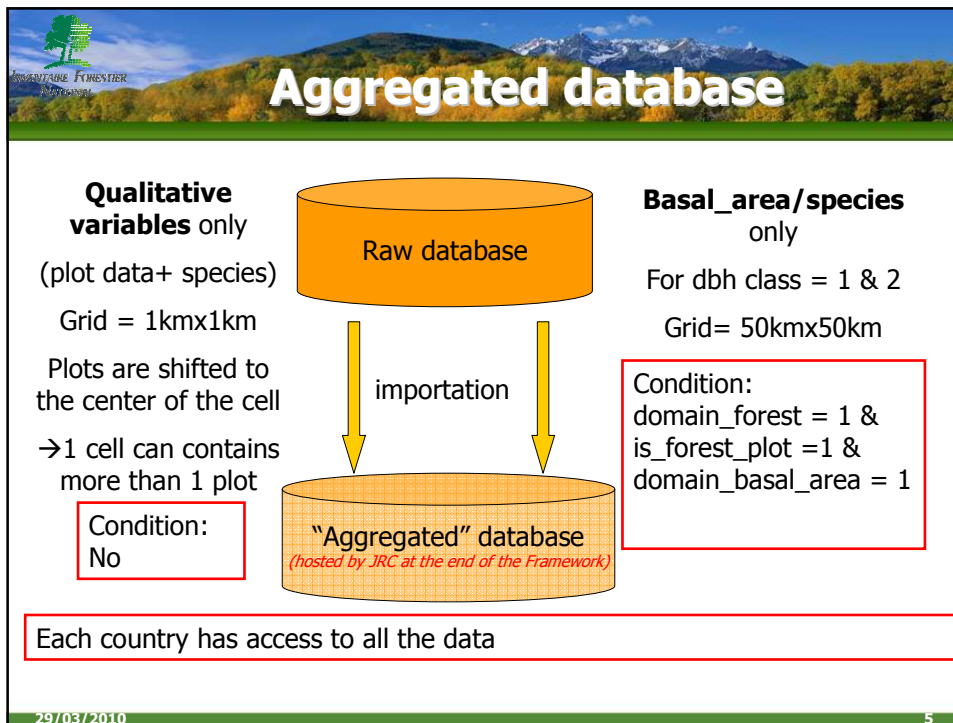 INVENTAIRE FORESTIER
NATIONAL
Aggregated database
Qualitative
variables only
(plot data+ species)
Grid = 1kmx1km
Plots are shifted to
the center of the cell
→1 cell can contains
more than 1 plot
Condition:
No
Raw database
importation
“Aggregated” database
(hosted by JRC at the end of the Framework)
Basal_area/species
only
For dbh class = 1 & 2
Grid= 50kmx50km
Condition:
domain_forest = 1 &
is_forest_plot =1 &
domain_basal_area = 1
Each country has access to all the data
29/03/2010
5